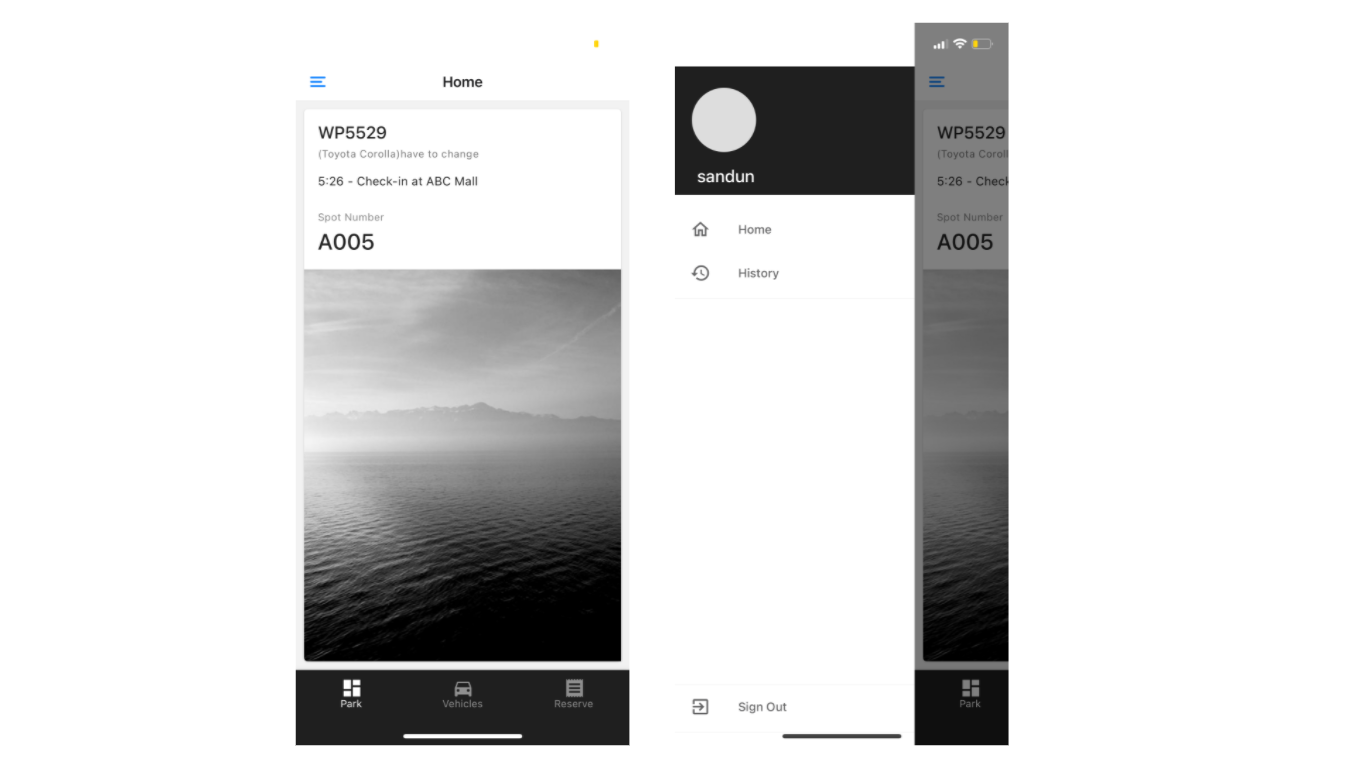 Home
WP5529
(Toyota Corolla)have to change
5:26 - Check-in at ABC Mall
Spot Number
A005
Park
Vehicles
Reserve
sandun
Home
History
Sign Out
WP5529
(Toyota Coroll
5:26 - Check
Spot Number
A005
Park